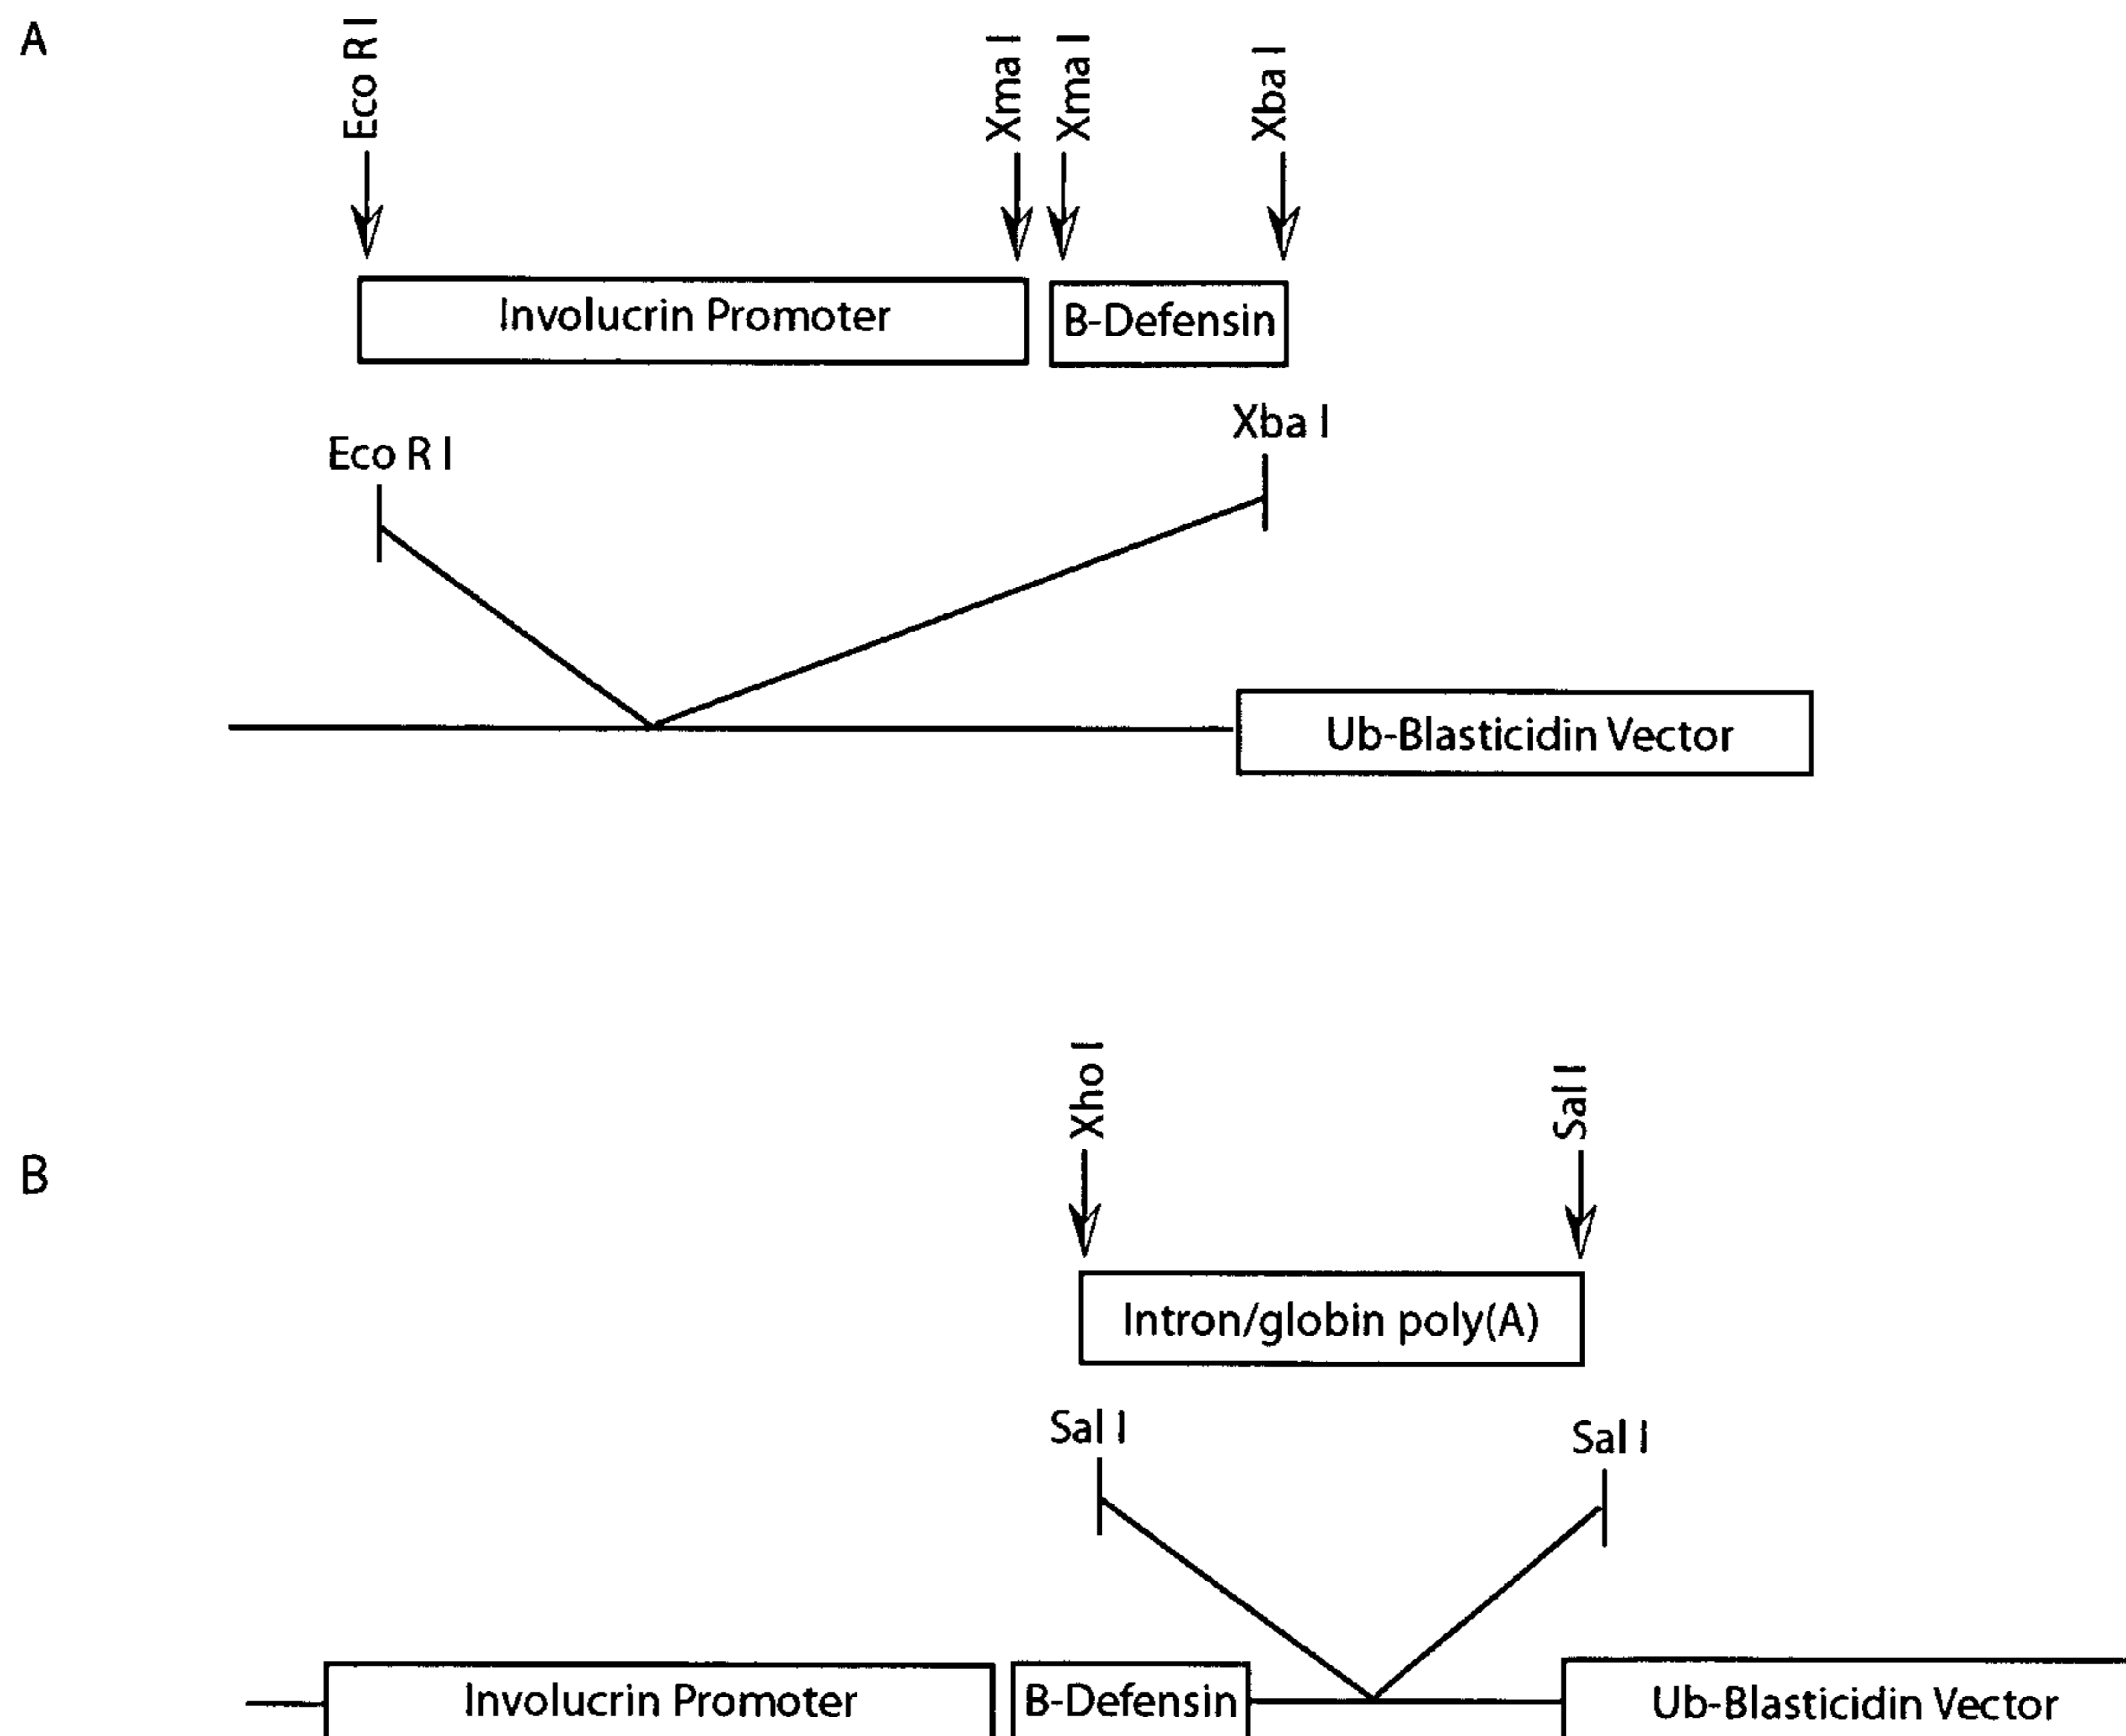 A
Eco R I
Xma I
Xma I
Xba I
Involucrin Promoter
B-Defensin
Eco R I
Xba I
Ub-Blasticidin Vector
B
Xho I
Sal I
Intron/globin poly(A)
Sal I
Sal I
Involucrin Promoter
B-Defensin
Ub-Blasticidin Vector